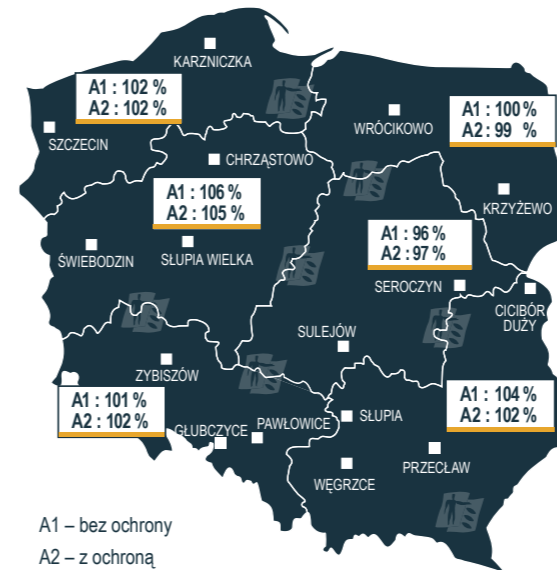 KARZNICZKA
A1 : 102 %
A2 : 102 %
SZCZECIN
WRÓCIKOWO
A1 : 100 %
A2 : 99 %
CHRZĄSTOWO
KRZYŻEWO
A1 : 106 %
A2 : 105 %
A1 : 96 %
A2 : 97 %
ŚWIEBODZIN
SŁUPIA WIELKA
SEROCZYN
CICIBÓR
DUŻY
SULEJÓW
ZYBISZÓW
A1 : 101 %
A2 : 102 %
A1 : 104 %
A2 : 102 %
GŁUBCZYCE
PAWŁOWICE
SŁUPIA
PRZECŁAW
WĘGRZCE
A1 – bez ochrony
A2 – z ochroną